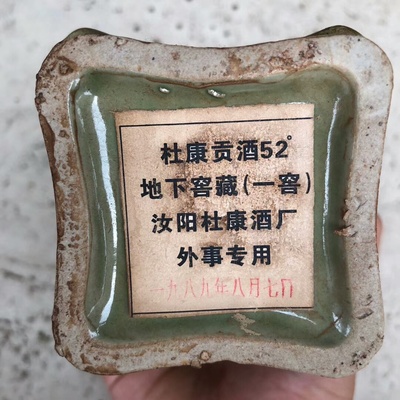 杜康贡酒52°
地下窖藏(一窖)
汝阳杜康酒厂
外事专用
一九八九年八月七日